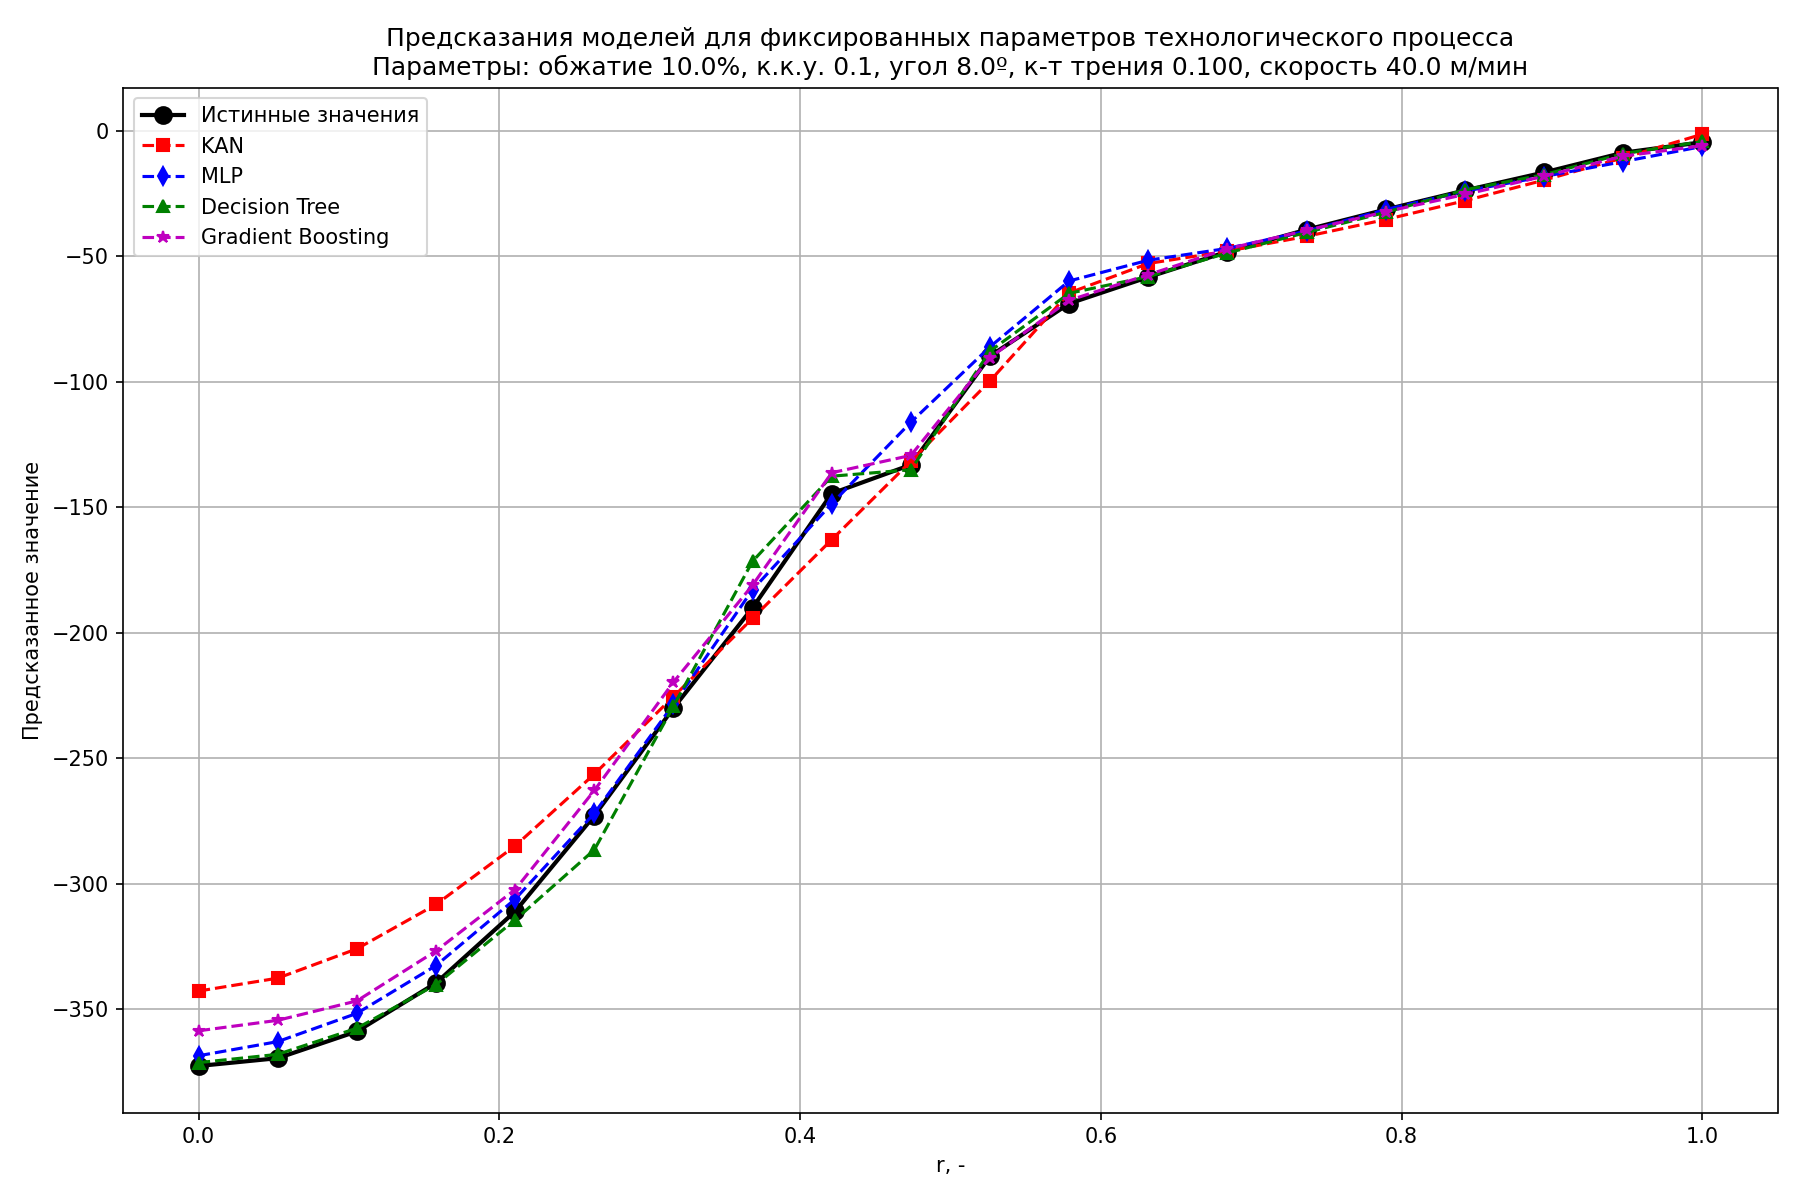 Предсказания моделей для фиксированных параметров технологического процесса
Параметры: обжатие 10.0%, к.к.у. 0.1, угол 8.0º, к-т трения 0.100, скорость 40.0 м/мин
Истинные значения
KAN
MLP
Decision Tree
Gradient Boosting
Предсказанное значение
0
−50
−100
−150
−200
−250
−300
−350
0.0
0.2
0.4
0.6
0.8
1.0
r, -